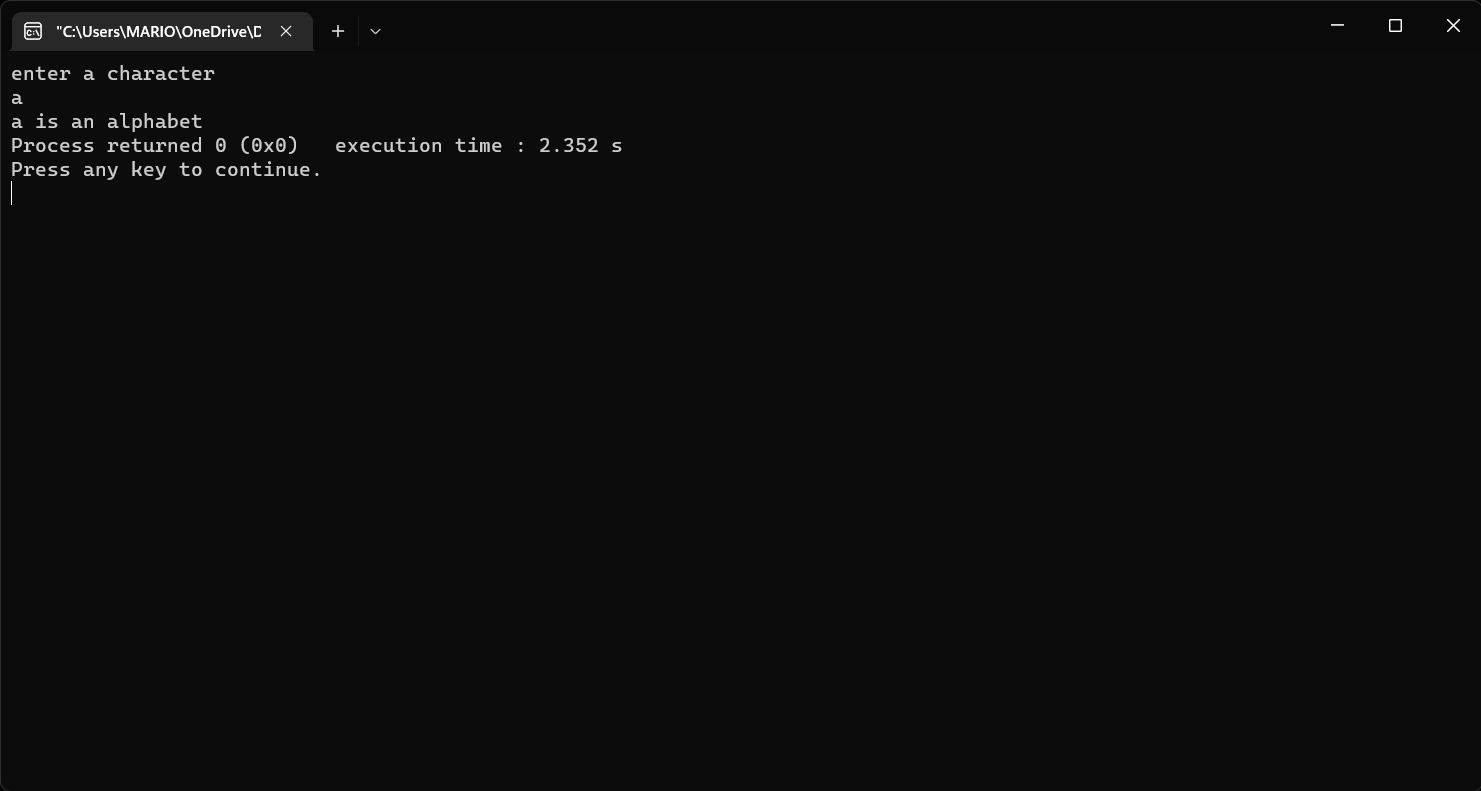 "C:\Users\MARIO\OneDrive\D
enter a character
a
a is an alphabet
Process returned 0 (0x0)   execution time : 2.352 s
Press any key to continue.